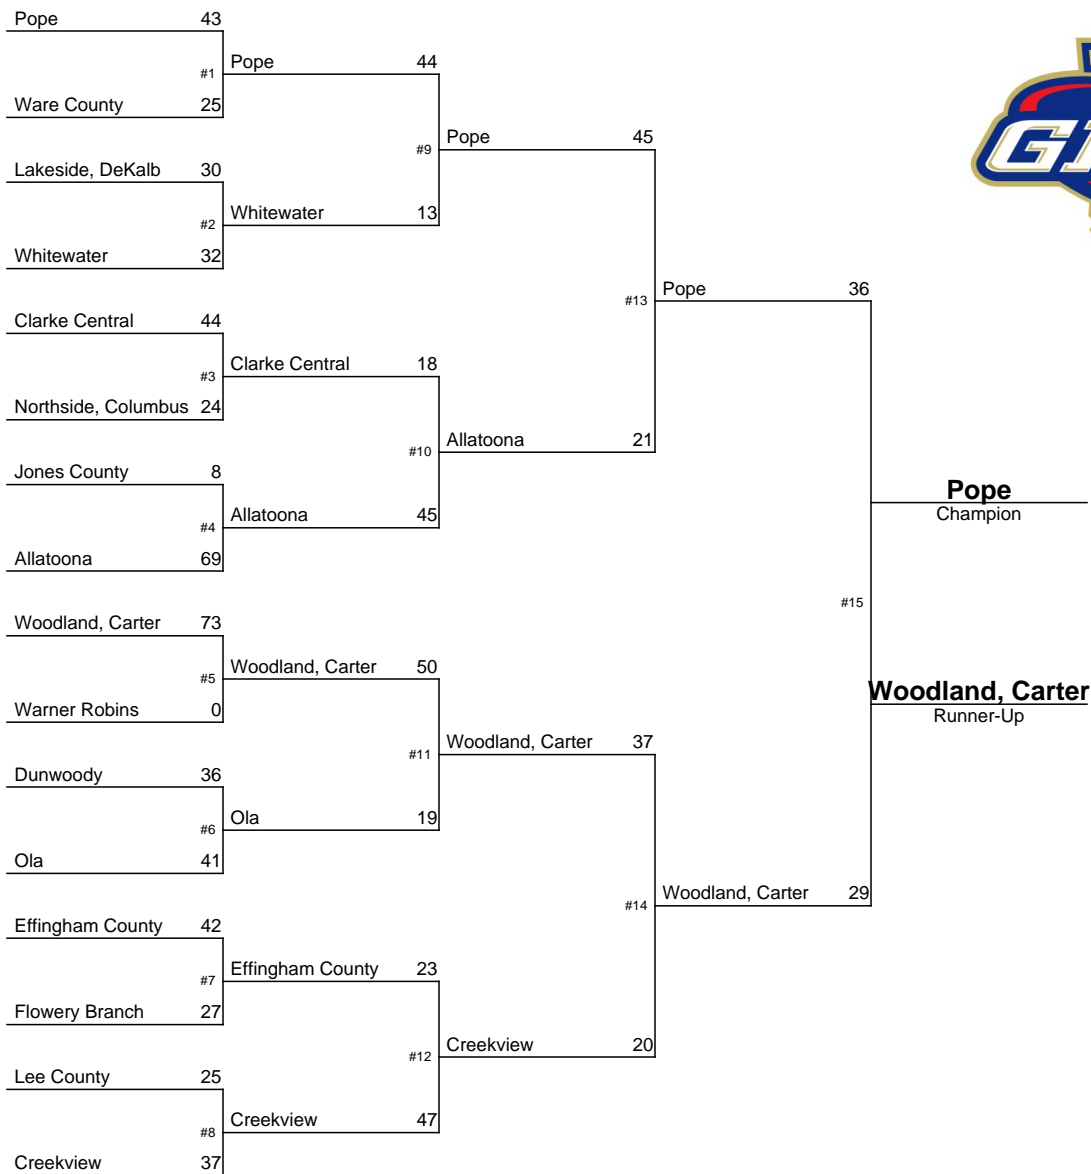 Pope 43
#1
Ware County 25
Pope 44
Lakeside, DeKalb 30
#2
Whitewater 32
Whitewater 13
#9
Pope 45
Clarke Central 44
#3
Northside, Columbus 24
Clarke Central 18
Jones County 8
#4
Allatoona 69
Allatoona 45
#10
Allatoona 21
#13
Pope 36
Woodland, Carter 73
#5
Warner Robins 0
Woodland, Carter 50
Dunwoody 36
#6
Ola 41
Ola 19
#11
Woodland, Carter 37
Effingham County 42
#7
Flowery Branch 27
Effingham County 23
Lee County 25
#8
Creekview 37
Creekview 47
#12
Creekview 20
#14
Woodland, Carter 29
#15
Pope
Champion
Woodland, Carter
Runner-Up